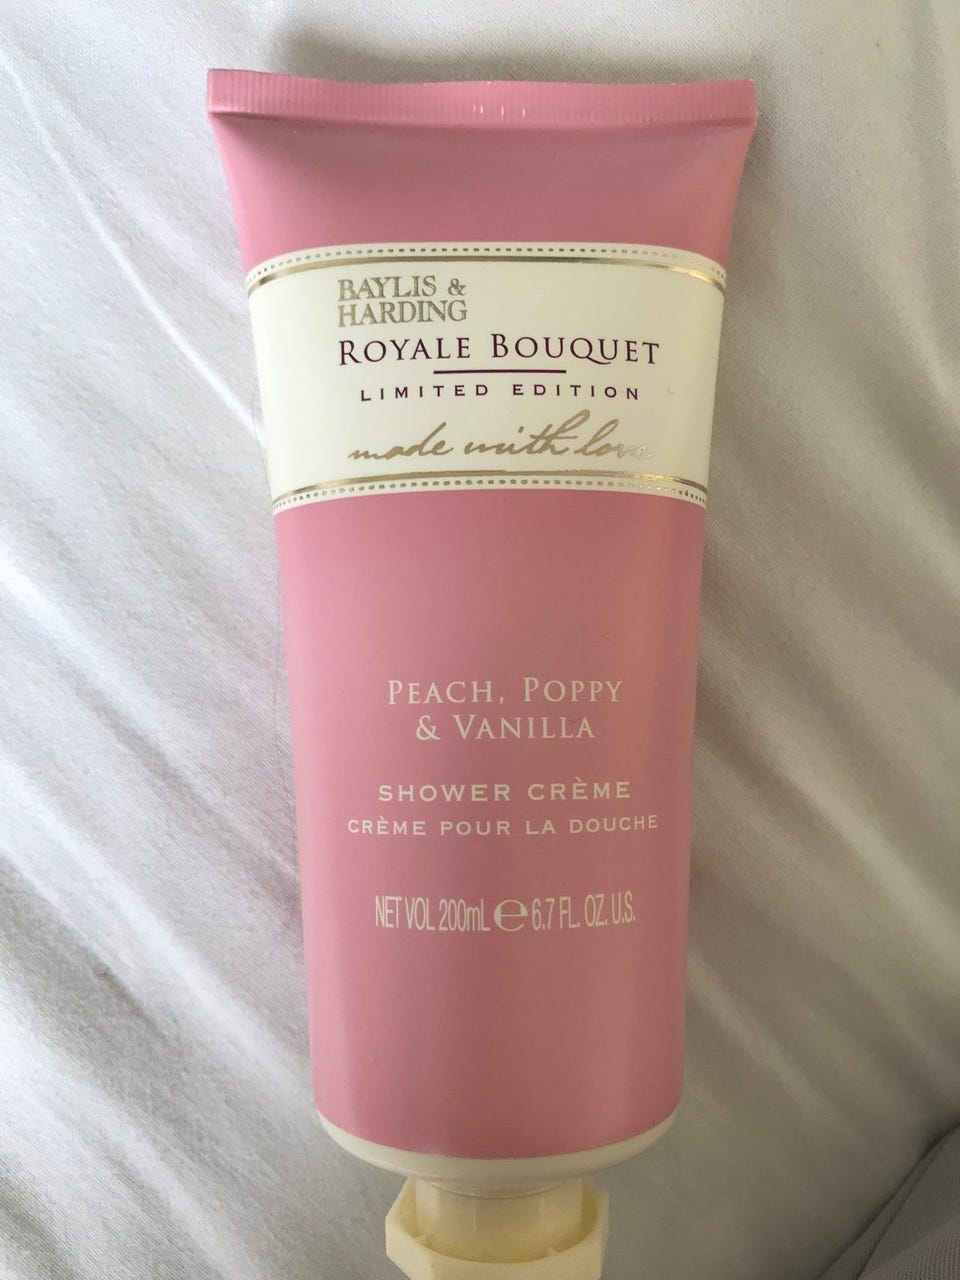 BAYLIS &
HARDING
ROYALE BOUQUET
LIMITED EDITION
made with love
PEACH, POPPY
& VANILLA
SHOWER CRÈME
CRÈME POUR LA DOUCHE
NET VOL 200mL e 6.7 FL. OZ. U.S.